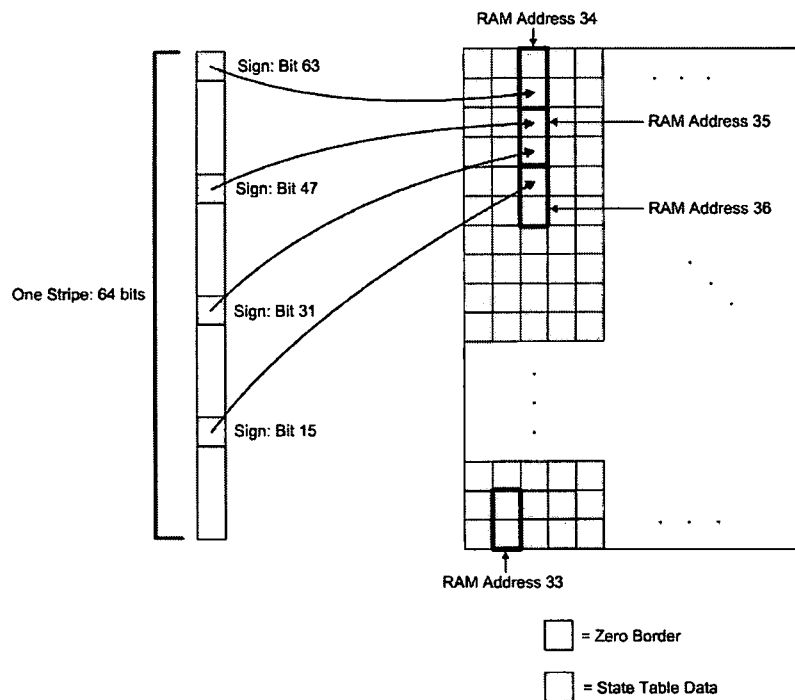 RAM Address 34
Sign: Bit 63
RAM Address 35
Sign: Bit 47
RAM Address 36
One Stripe: 64 bits
Sign: Bit 31
Sign: Bit 15
RAM Address 33
= Zero Border
= State Table Data